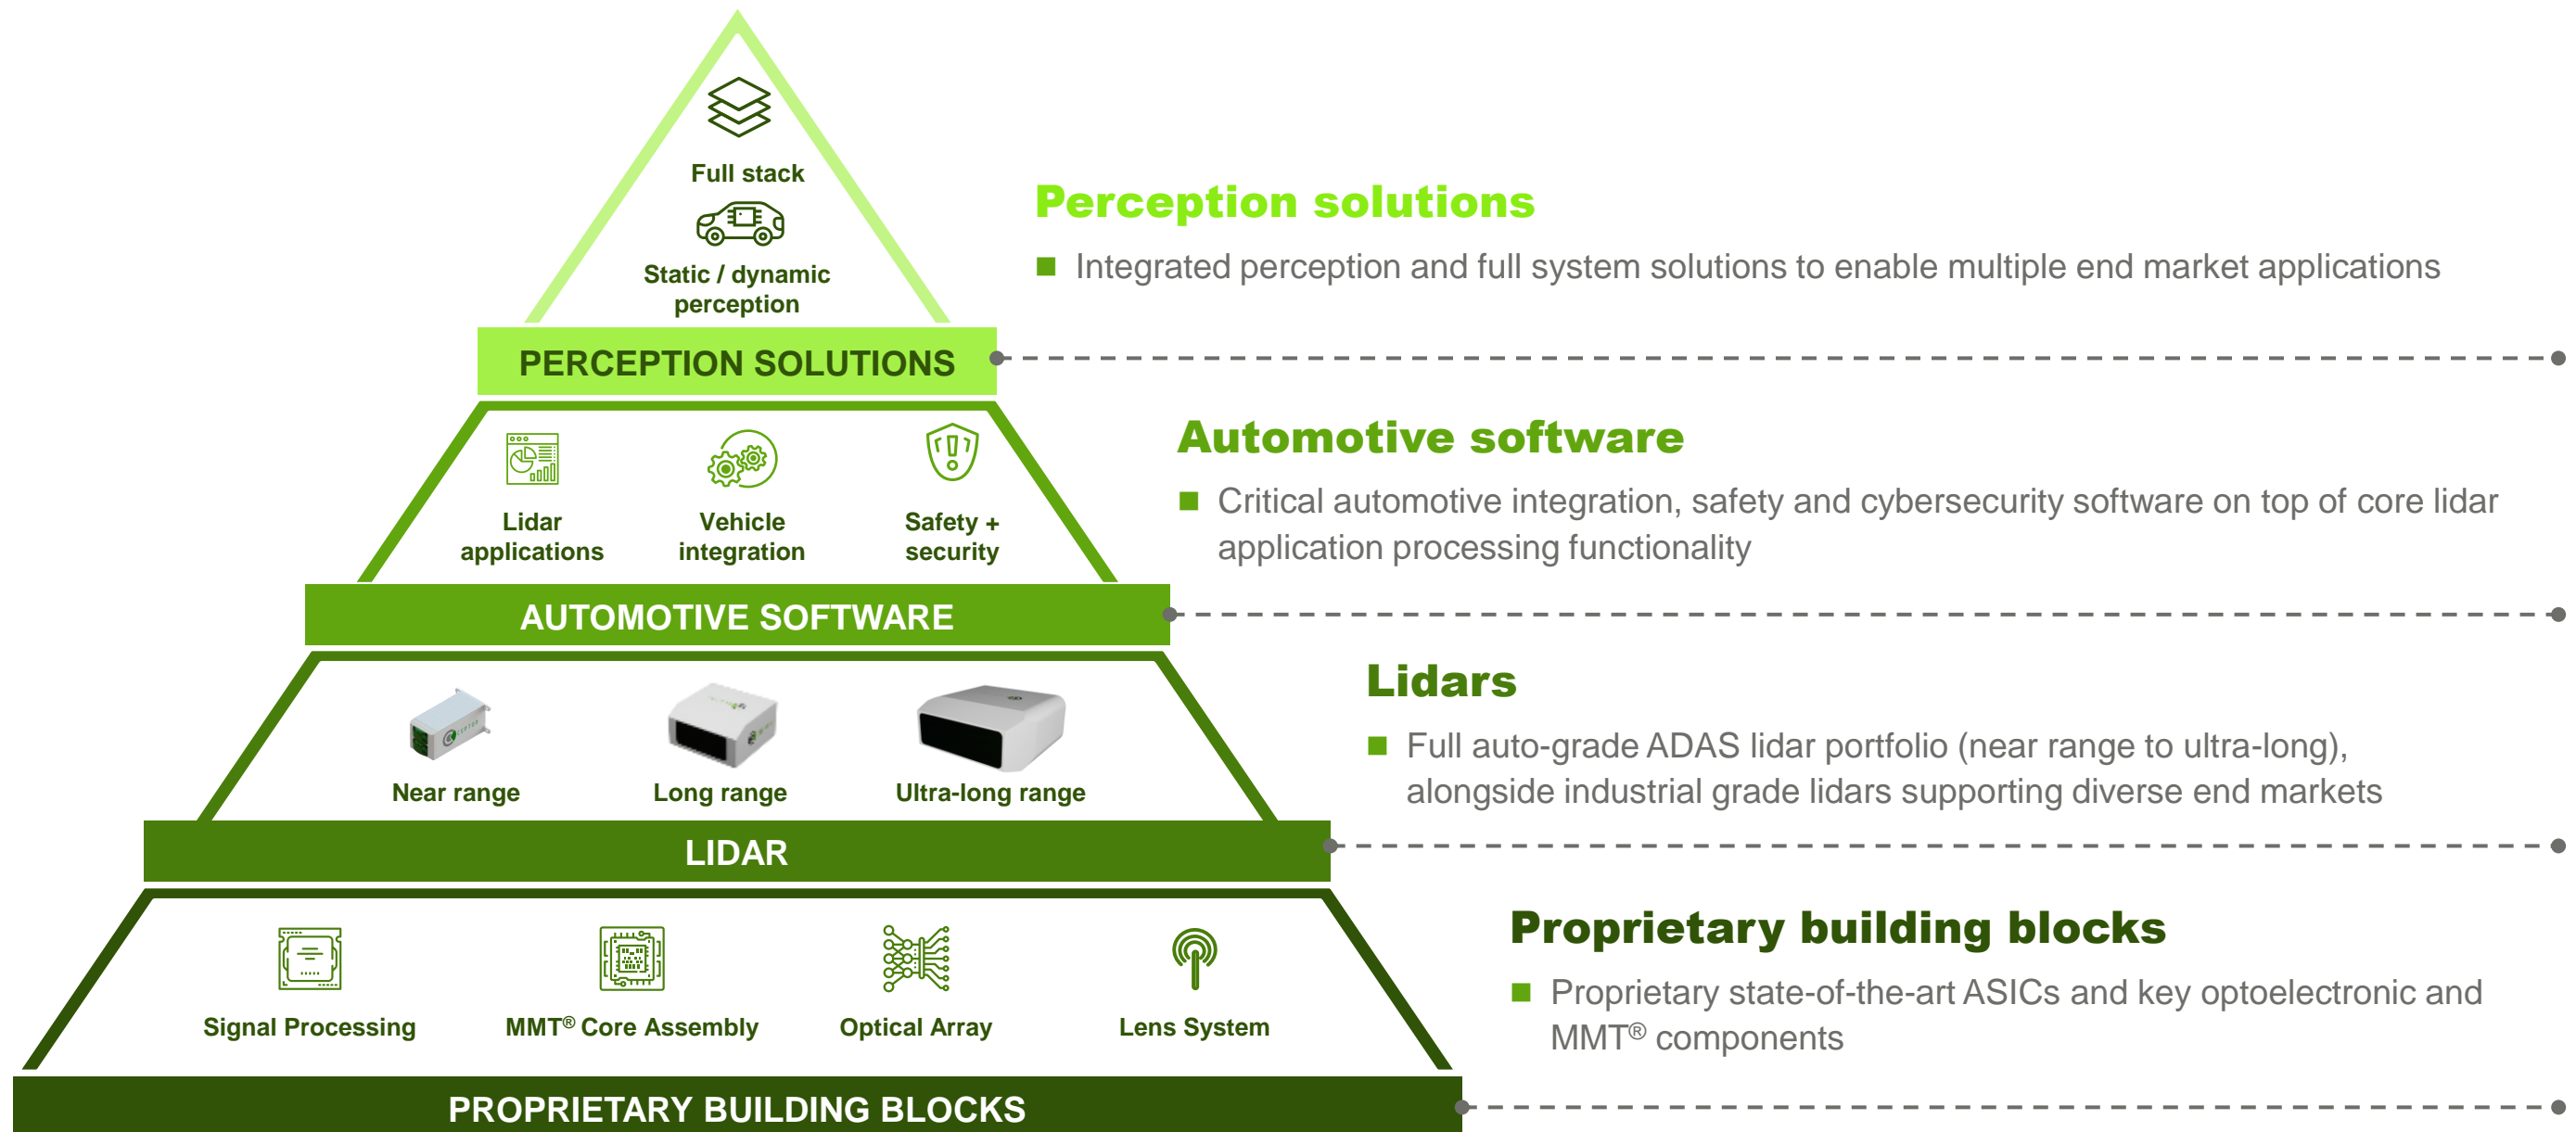 Full stack
Static / dynamic
perception
PERCEPTION SOLUTIONS
Perception solutions
Integrated perception and full system solutions to enable multiple end market applications
Lidar
applications
Vehicle
integration
Safety +
security
AUTOMOTIVE SOFTWARE
Automotive software
Critical automotive integration, safety and cybersecurity software on top of core lidar
application processing functionality
Near range
Long range
Ultra-long range
LIDAR
Lidars
Full auto-grade ADAS lidar portfolio (near range to ultra-long),
alongside industrial grade lidars supporting diverse end markets
Signal Processing
MMT® Core Assembly
Optical Array
Lens System
PROPRIETARY BUILDING BLOCKS
Proprietary building blocks
Proprietary state-of-the-art ASICs and key optoelectronic and
MMT® components